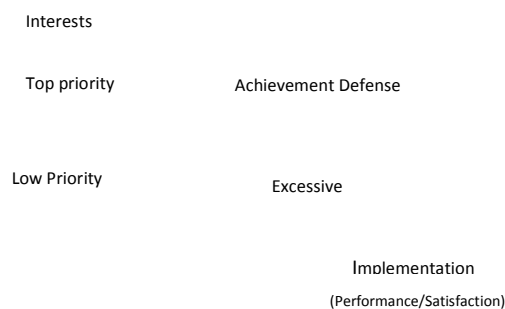 Interests
Top priority
Achievement Defense
Low Priority
Excessive
Implementation
(Performance/Satisfaction)